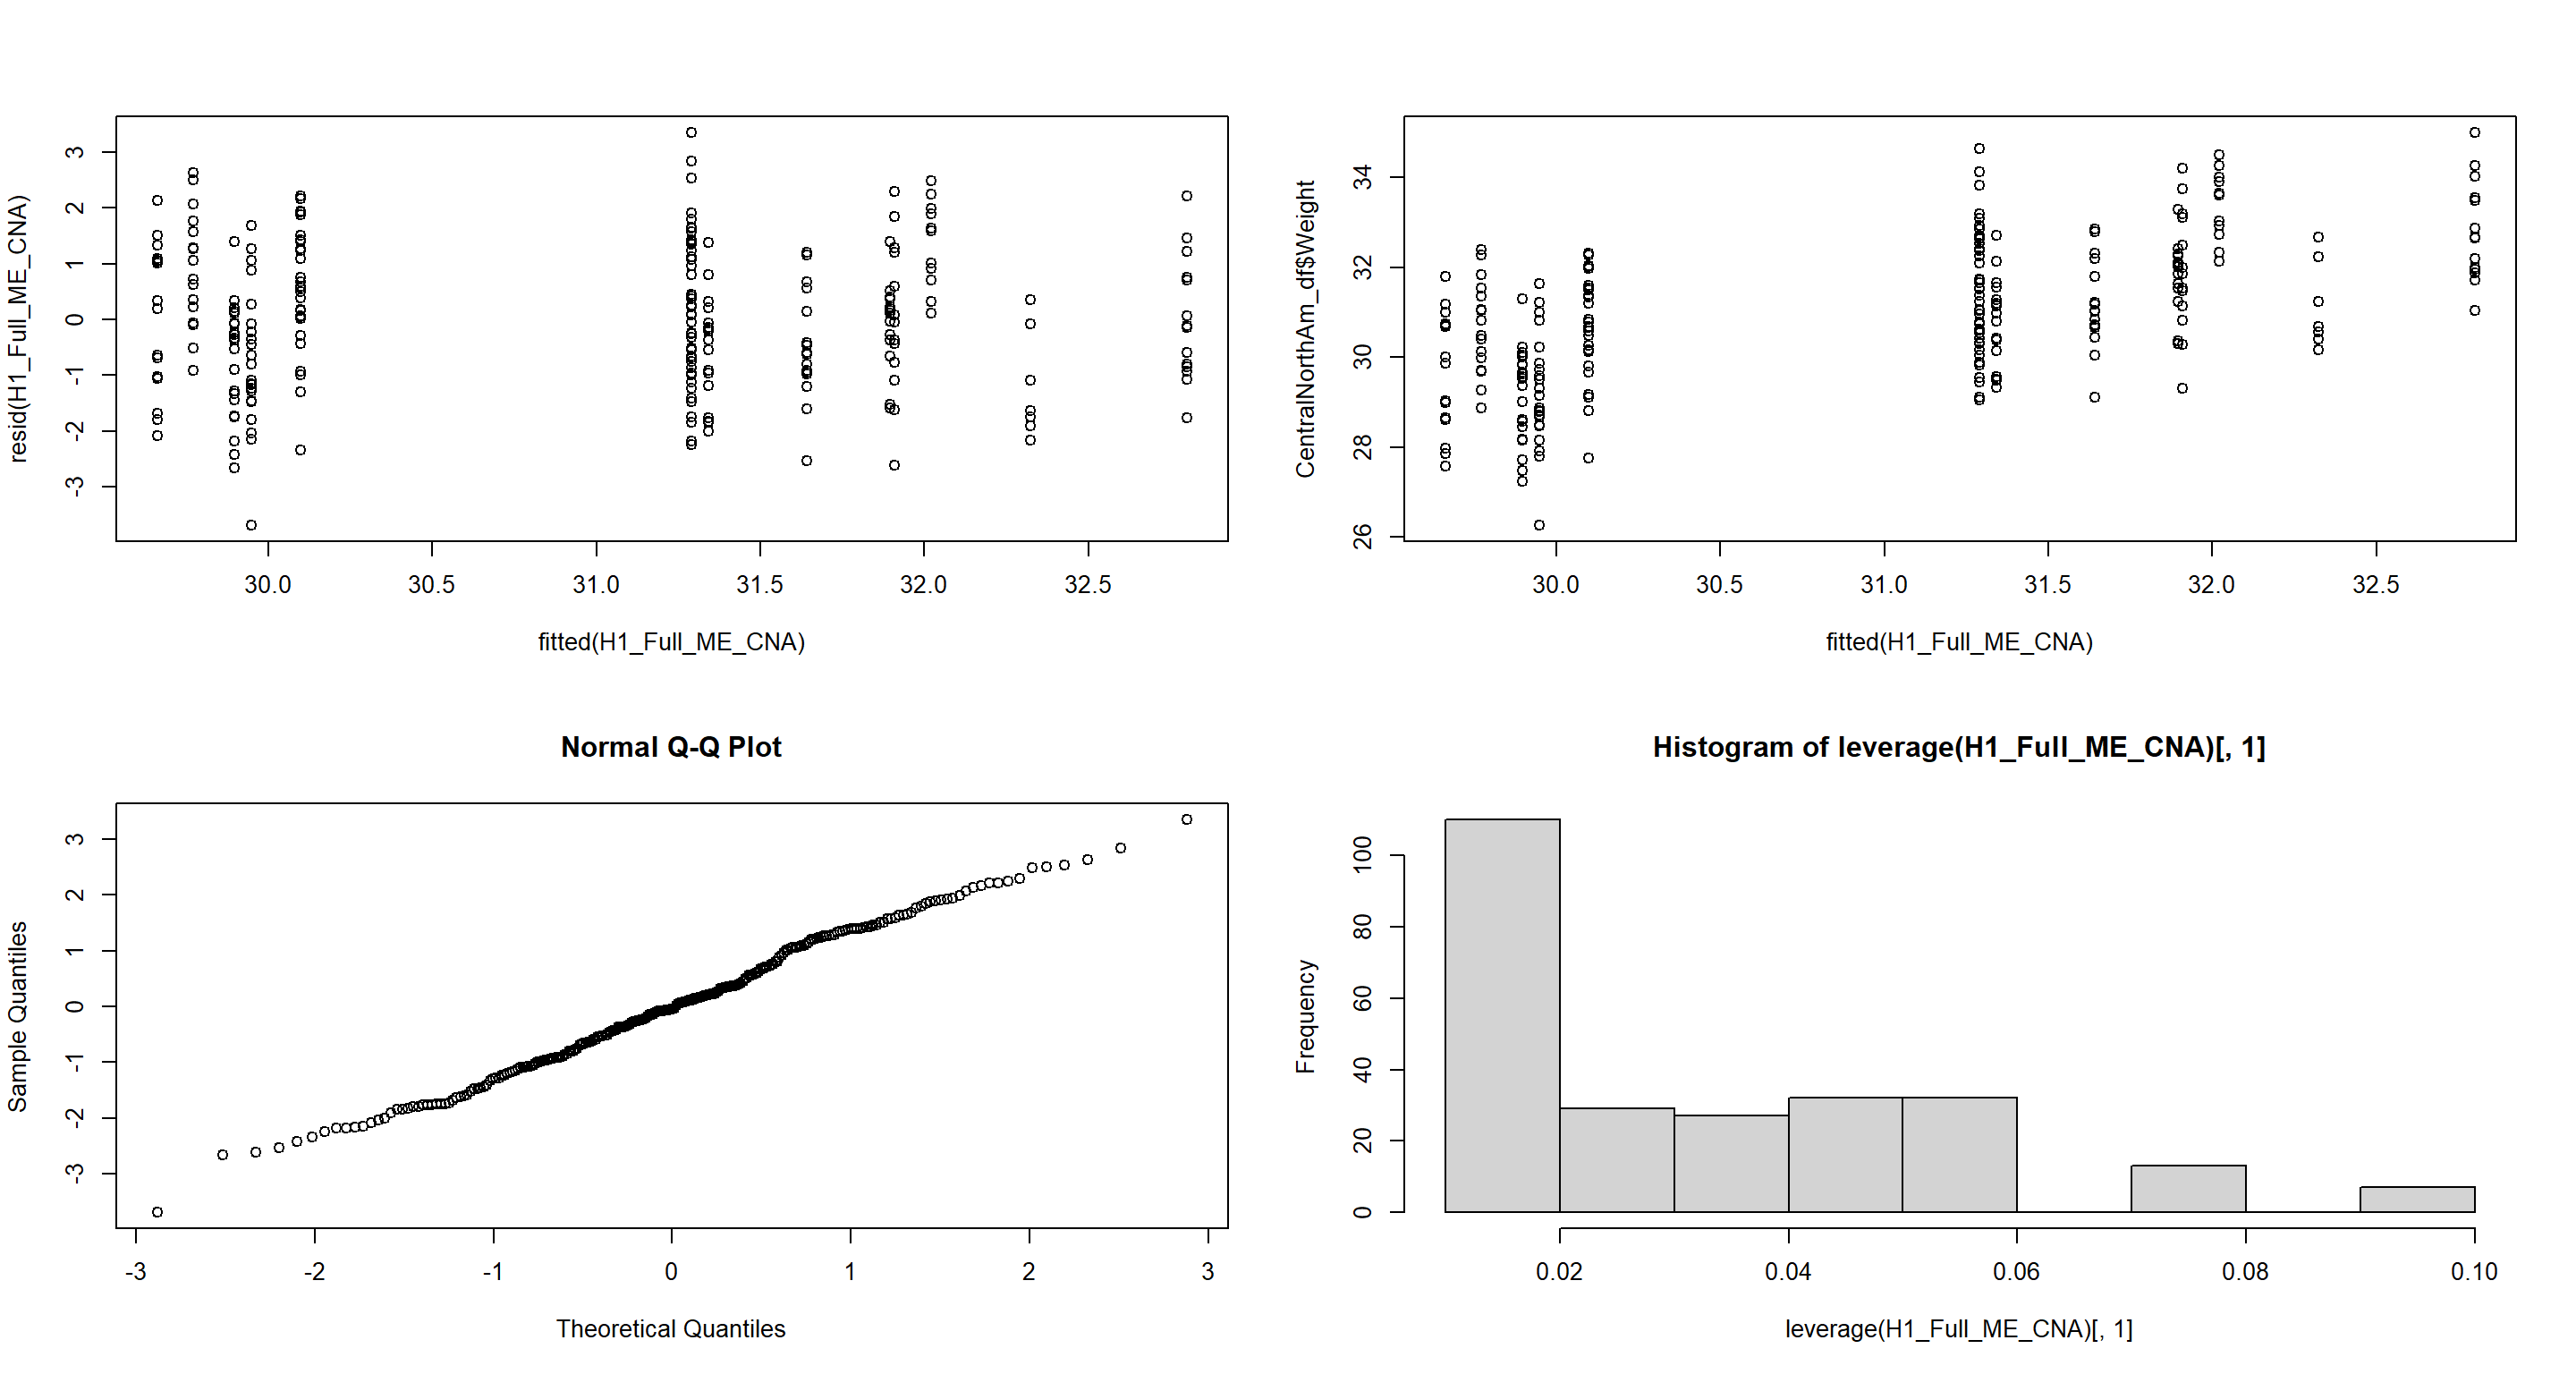 resid(H1_Full_ME_CNA)
3
2
1
0
-1
-2
-3
30.0 30.5 31.0 31.5 32.0 32.5
fitted(H1_Full_ME_CNA)
CentralNorthAm_df$Weight
34
32
30
28
26
30.0 30.5 31.0 31.5 32.0 32.5
fitted(H1_Full_ME_CNA)
Normal Q-Q Plot
Sample Quantiles
3
2
1
0
-1
-2
-3
-3 -2 -1 0 1 2 3
Theoretical Quantiles
Histogram of leverage(H1_Full_ME_CNA)[, 1]
Frequency
100
80
60
40
20
0
0.02 0.04 0.06 0.08 0.10
leverage(H1_Full_ME_CNA)[, 1]